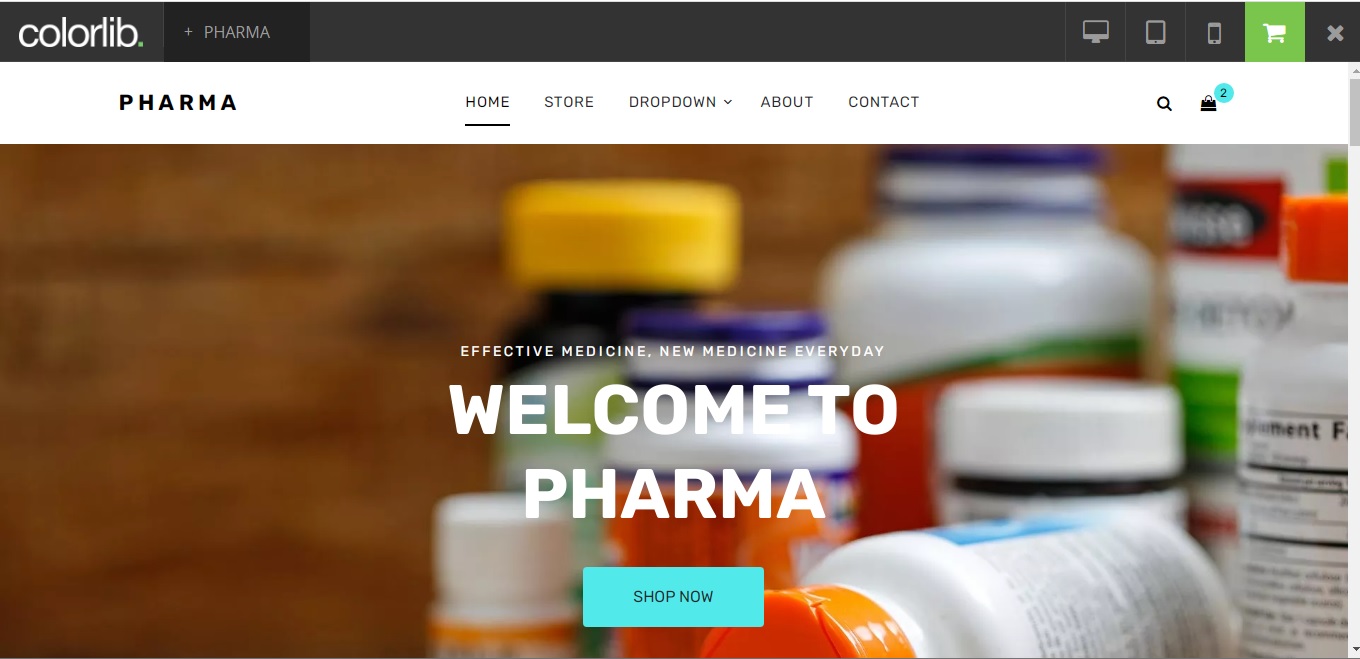 colorlib.
+ PHARMA
PHARMA
HOME
STORE
DROPDOWN
ABOUT
CONTACT
2
EFFECTIVE MEDICINE, NEW MEDICINE EVERYDAY
WELCOME TO
PHARMA
SHOP NOW